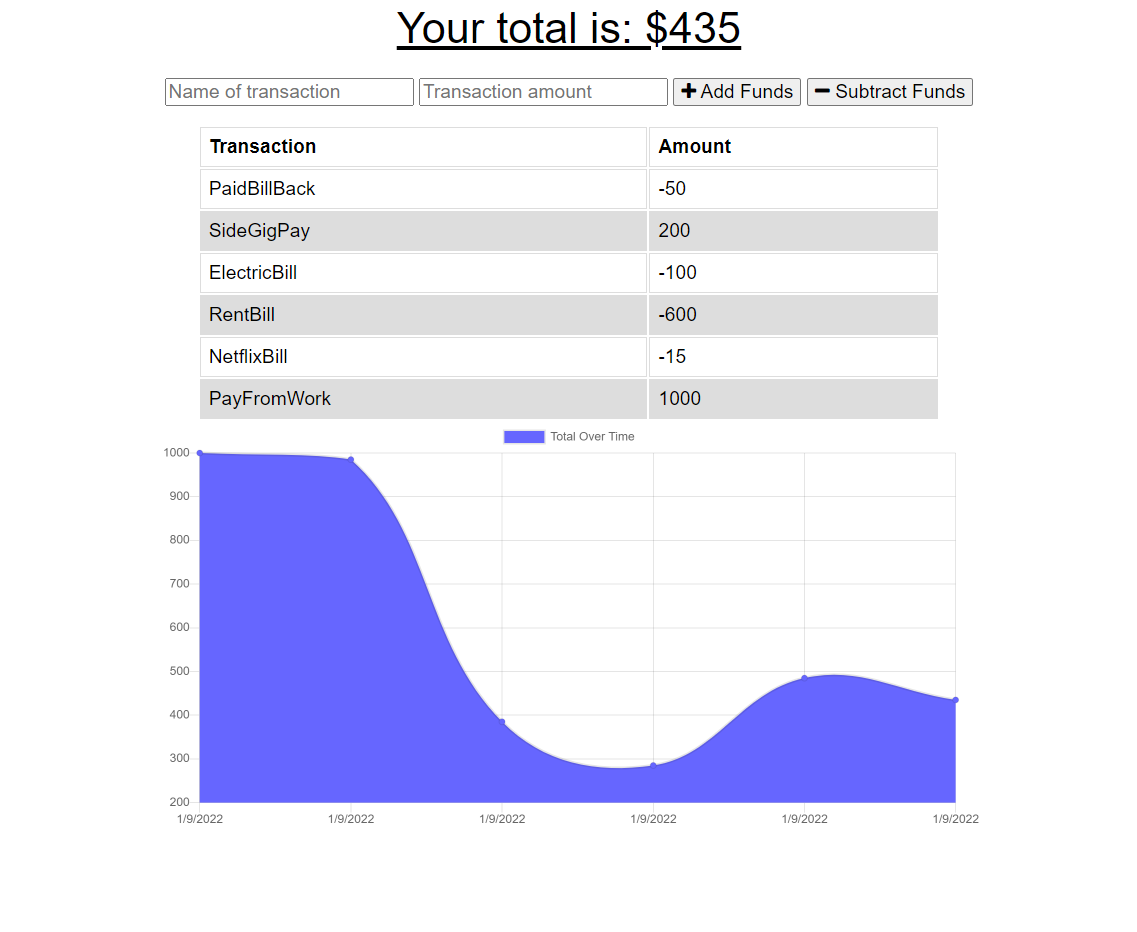 Your total is: $435
Name of transaction Transaction amount Add Funds Subtract Funds
Transaction Amount
PaidBillBack -50
SideGigPay 200
ElectricBill -100
RentBill -600
NetflixBill -15
PayFromWork 1000
Total Over Time
1000
900
800
700
600
500
400
300
200
1/9/2022 1/9/2022 1/9/2022 1/9/2022 1/9/2022 1/9/2022